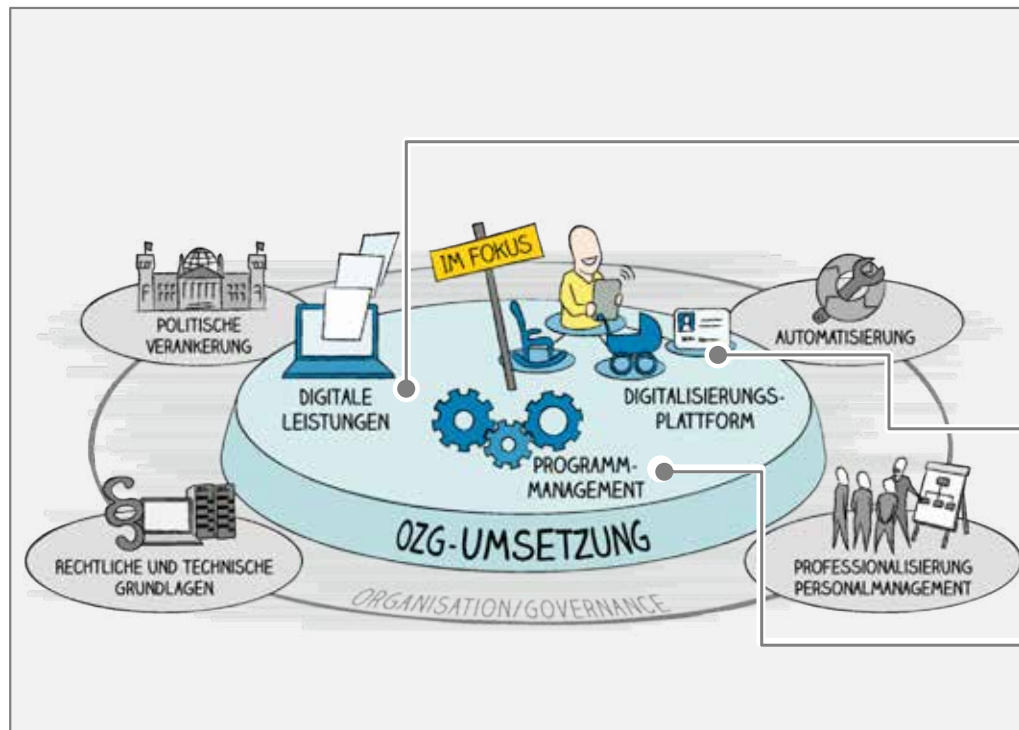 IM FOKUS
POLITISCHE
VERANKERUNG
AUTOMATISIERUNG
DIGITALE
LEISTUNGEN
DIGITALISIERUNGS-
PLATTFORM
PROGRAMM-
MANAGEMENT
OZG-UMSETZUNG
RECHTLICHE UND TECHNISCHE
GRUNDLAGEN
PROFESSIONALISIERUNG
PERSONALMANAGEMENT
ORGANISATION/GOVERNANCE